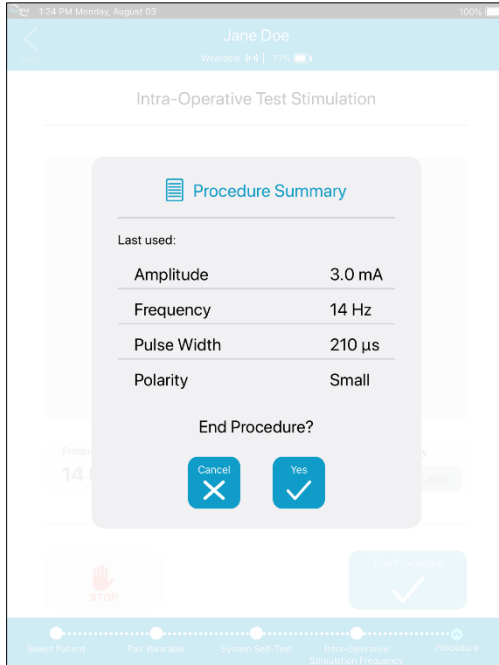 1:24 PM Monday, August 03 100%
Jane Doe
Back
Wearable 77%
Intra-Operative Test Stimulation
Procedure Summary
Last used:
Amplitude 3.0 mA
Frequency 14 Hz
Pulse Width 210 µs
Polarity Small
End Procedure?
Cancel Yes
14
End Procedure
STOP
Select Patient Pair Wearable System Self-Test Intra-Operative Procedure
Stimulation Frequency